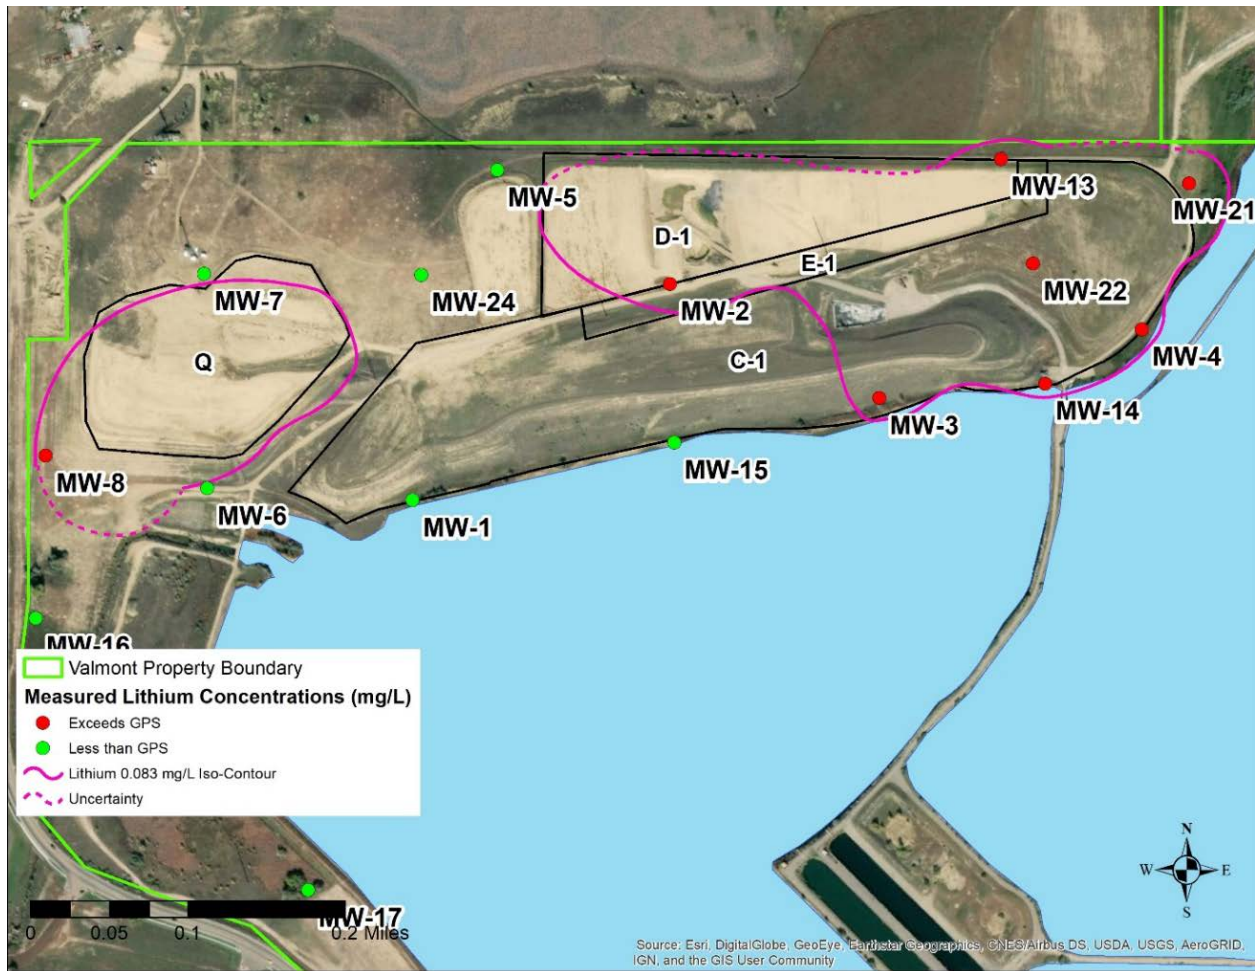 MW-5
MW-13
MW-21
D-1
E-1
MW-22
MW-7
MW-24
MW-2
MW-4
Q
C-1
MW-14
MW-3
MW-8
MW-15
MW-6
MW-1
MW-16
Valmont Property Boundary
Measured Lithium Concentrations (mg/L)
Exceeds GPS
Less than GPS
Lithium 0.083 mg/L Iso-Contour
Uncertainty
N
W E
S
MW-17
0 0.05 0.1 0.2 Miles
Source: Esri, DigitalGlobe, GeoEye, Earthstar Geographics, CNES/Airbus DS, USDA, USGS, AeroGRID,
IGN, and the GIS User Community